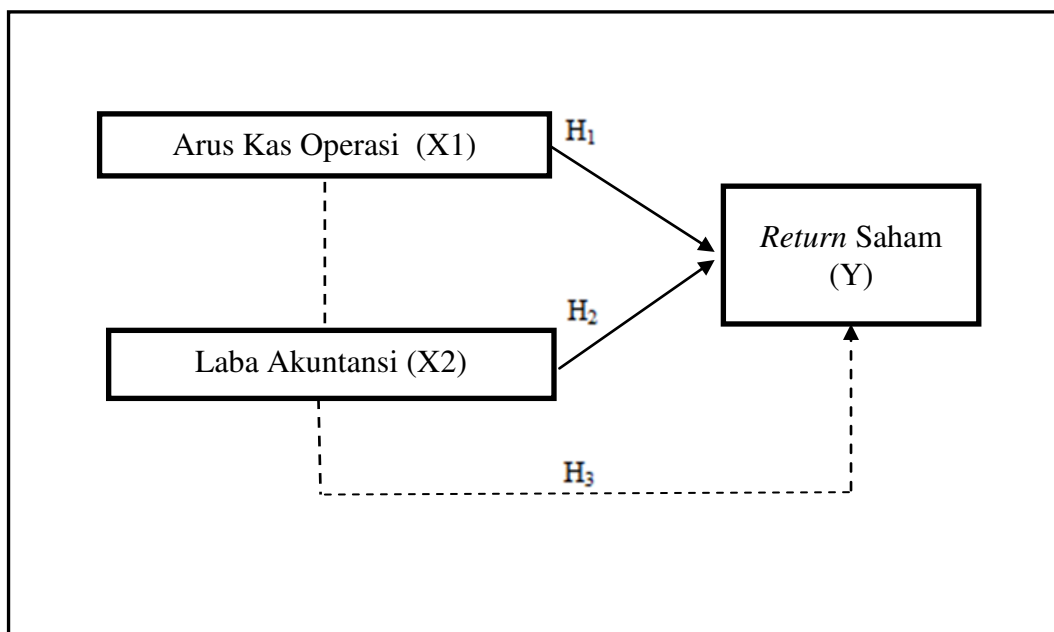 Arus Kas Operasi (X1)
H₁
Return Saham
(Y)
H₂
Laba Akuntansi (X2)
H₃